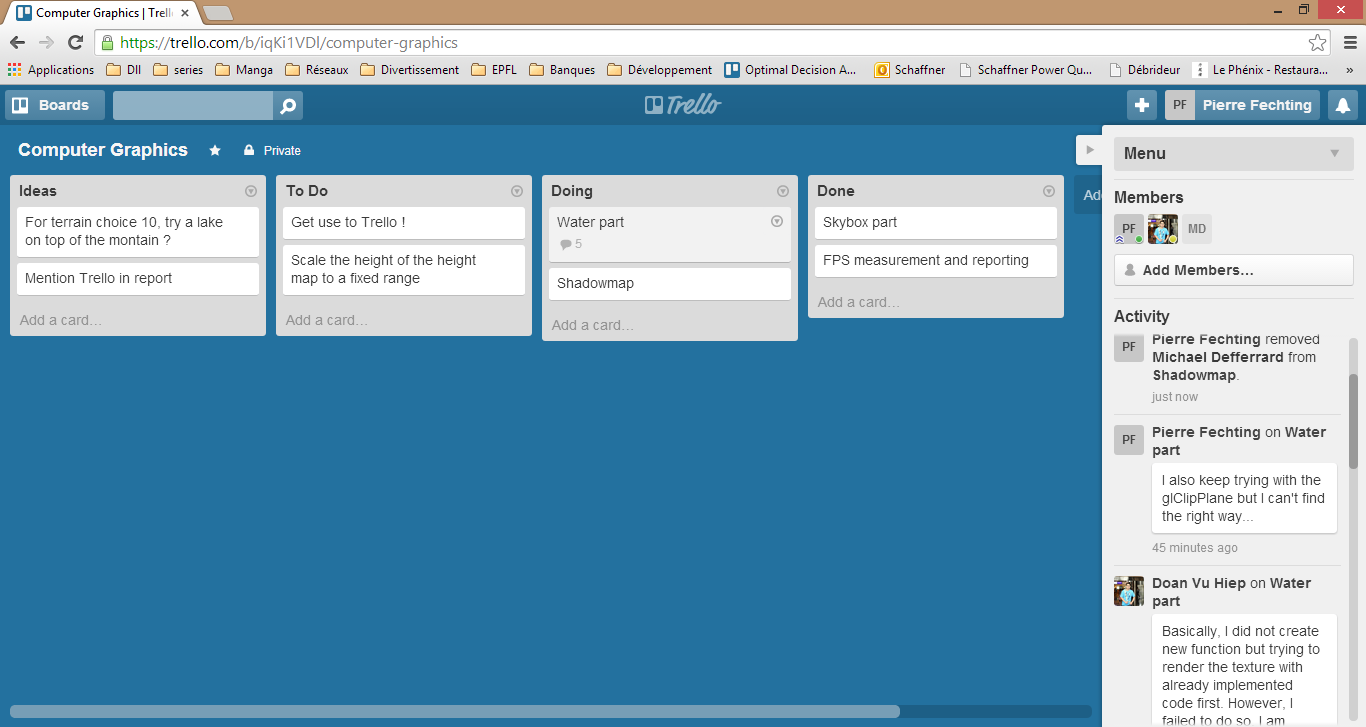 Computer Graphics | Trell
https://trello.com/b/iqKi1VDl/computer-graphics
Applications DII series Manga Réseaux Divertissement EPFL Banques Développement Optimal Decision A... Schaffner Schaffner Power Qu... Débrideur Le Phénix - Restaura... »
Boards
Trello
PF Pierre Fechting
Computer Graphics
Private
Ideas
For terrain choice 10, try a lake
on top of the montain ?
Mention Trello in report
Add a card...
To Do
Get use to Trello !
Scale the height of the height
map to a fixed range
Add a card...
Doing
Water part
5
Shadowmap
Add a card...
Done
Skybox part
FPS measurement and reporting
Add a card...
Ad
Menu
Members
PF
MD
Add Members...
Activity
PF
Pierre Fechting removed
Michael Defferrard from
Shadowmap.
just now
PF
Pierre Fechting on Water
part
I also keep trying with the
glClipPlane but I can't find
the right way...
45 minutes ago
Doan Vu Hiep on Water
part
Basically, I did not create
new function but trying to
render the texture with
already implemented
code first. However, I
failed to do so. I am